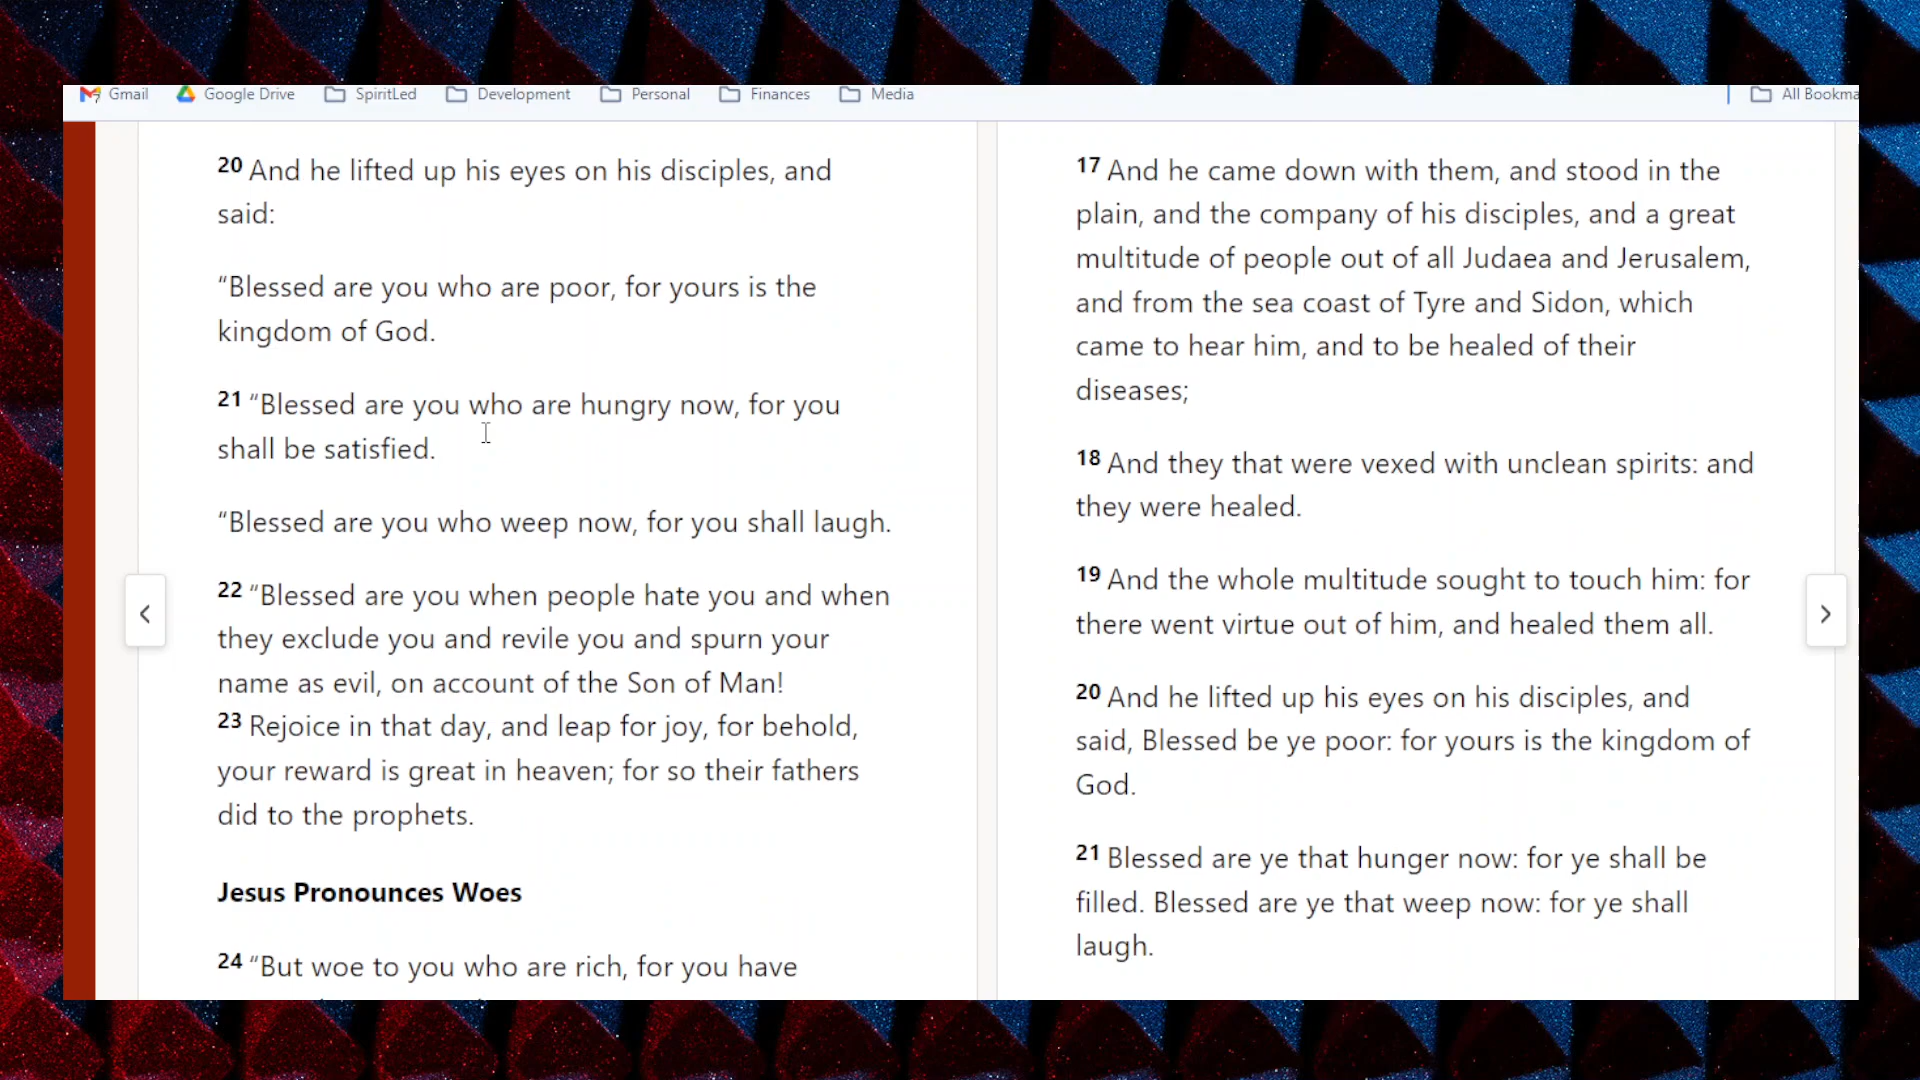 Gmail Google Drive SpiritLed Development Personal Finances Media All Bookma
20 And he lifted up his eyes on his disciples, and
said:
“Blessed are you who are poor, for yours is the
kingdom of God.
21 “Blessed are you who are hungry now, for you
shall be satisfied.
“Blessed are you who weep now, for you shall laugh.
22 “Blessed are you when people hate you and when
they exclude you and revile you and spurn your
name as evil, on account of the Son of Man!
23 Rejoice in that day, and leap for joy, for behold,
your reward is great in heaven; for so their fathers
did to the prophets.
Jesus Pronounces Woes
24 “But woe to you who are rich, for you have
17 And he came down with them, and stood in the
plain, and the company of his disciples, and a great
multitude of people out of all Judaea and Jerusalem,
and from the sea coast of Tyre and Sidon, which
came to hear him, and to be healed of their
diseases;
18 And they that were vexed with unclean spirits: and
they were healed.
19 And the whole multitude sought to touch him: for
there went virtue out of him, and healed them all.
20 And he lifted up his eyes on his disciples, and
said, Blessed be ye poor: for yours is the kingdom of
God.
21 Blessed are ye that hunger now: for ye shall be
filled. Blessed are ye that weep now: for ye shall
laugh.